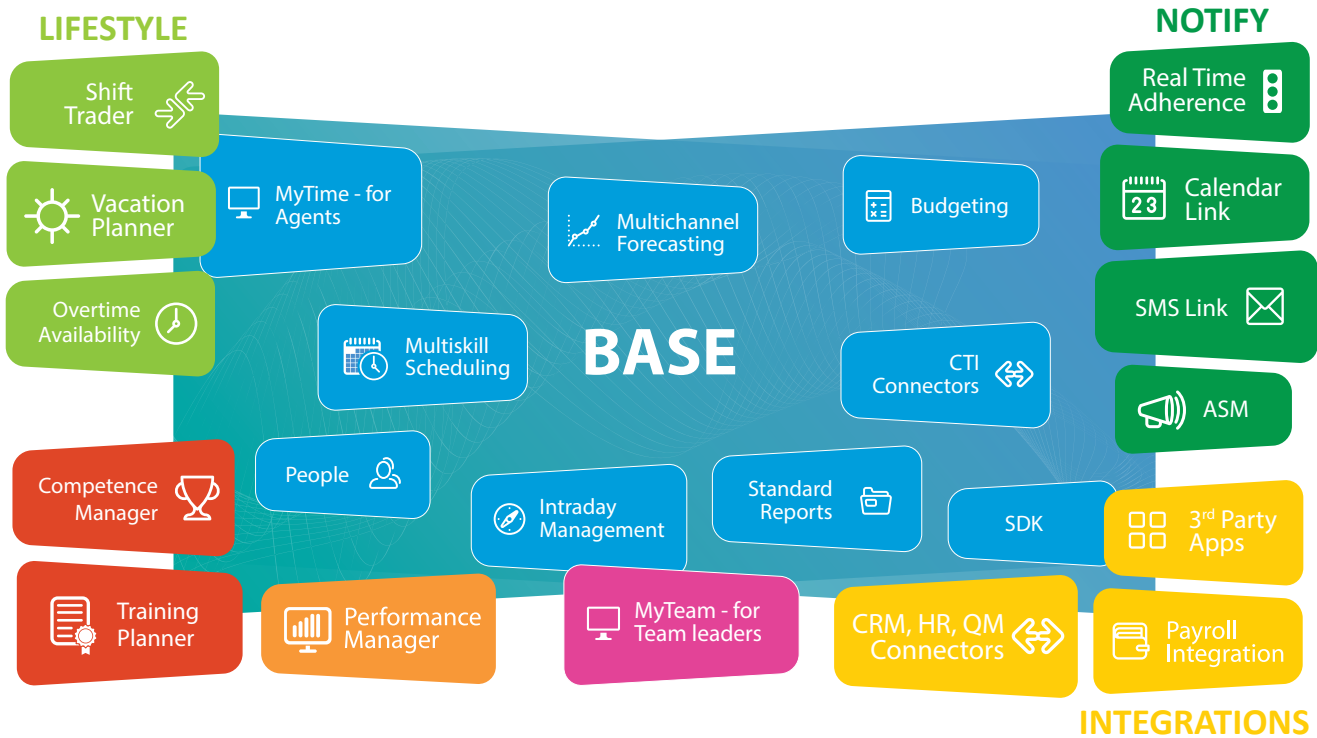 LIFESTYLE
Shift
Trader
Vacation
Planner
Overtime
Availability
NOTIFY
Real Time
Adherence
23
Calendar
Link
SMS Link
ASM
MyTime - for
Agents
Multichannel
Forecasting
Budgeting
Multiskill
Scheduling
BASE
CTI
Connectors
People
Intraday
Management
Standard
Reports
SDK
Competence
Manager
Training
Planner
Performance
Manager
MyTeam - for
Team leaders
CRM, HR, QM
Connectors
3rd Party
Apps
Payroll
Integration
INTEGRATIONS